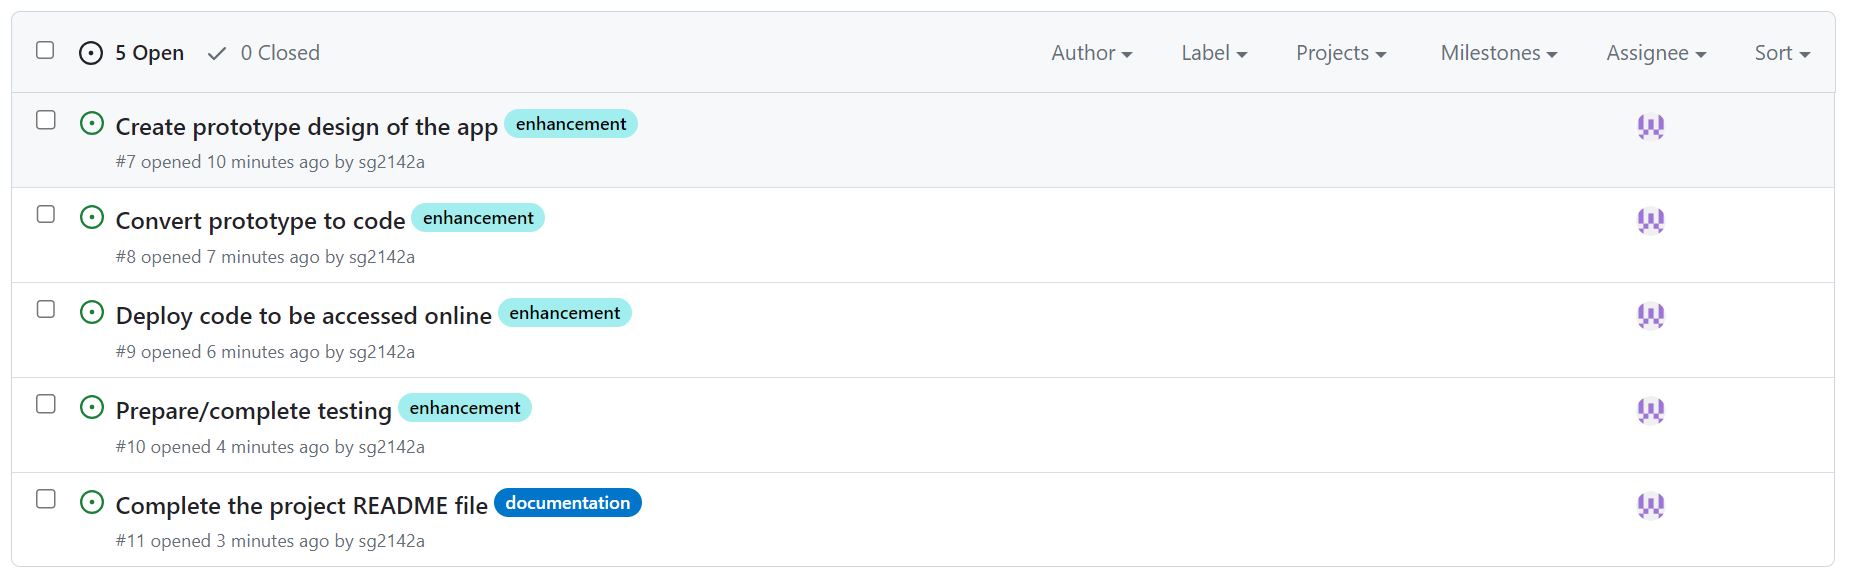 5 Open 0 Closed Author Label Projects Milestones Assignee Sort
Create prototype design of the app enhancement
#7 opened 10 minutes ago by sg2142a
Convert prototype to code enhancement
#8 opened 7 minutes ago by sg2142a
Deploy code to be accessed online enhancement
#9 opened 6 minutes ago by sg2142a
Prepare/complete testing enhancement
#10 opened 4 minutes ago by sg2142a
Complete the project README file documentation
#11 opened 3 minutes ago by sg2142a